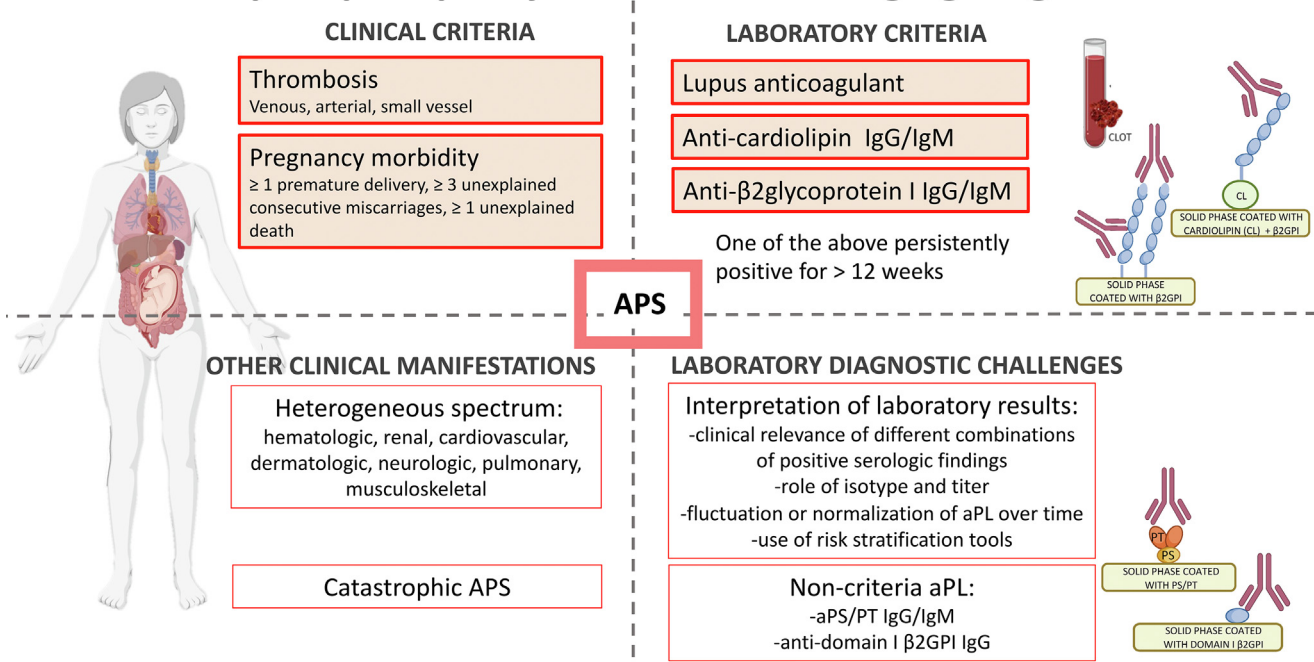 CLINICAL CRITERIA
Thrombosis
Venous, arterial, small vessel
Pregnancy morbidity
≥ 1 premature delivery, ≥ 3 unexplained
consecutive miscarriages, ≥ 1 unexplained
death
LABORATORY CRITERIA
Lupus anticoagulant
Anti-cardiolipin IgG/IgM
Anti-β2glycoprotein I IgG/IgM
One of the above persistently
positive for > 12 weeks
CLOT
CL
SOLID PHASE COATED WITH
CARDIOLIPIN (CL) + β2GPI
SOLID PHASE
COATED WITH β2GPI
APS
OTHER CLINICAL MANIFESTATIONS
Heterogeneous spectrum:
hematologic, renal, cardiovascular,
dermatologic, neurologic, pulmonary,
musculoskeletal
Catastrophic APS
LABORATORY DIAGNOSTIC CHALLENGES
Interpretation of laboratory results:
-clinical relevance of different combinations
of positive serologic findings
-role of isotype and titer
-fluctuation or normalization of aPL over time
-use of risk stratification tools
Non-criteria aPL:
-aPS/PT IgG/IgM
-anti-domain I β2GPI IgG
PT
PS
SOLID PHASE COATED
WITH PS/PT
SOLID PHASE COATED
WITH DOMAIN I β2GPI